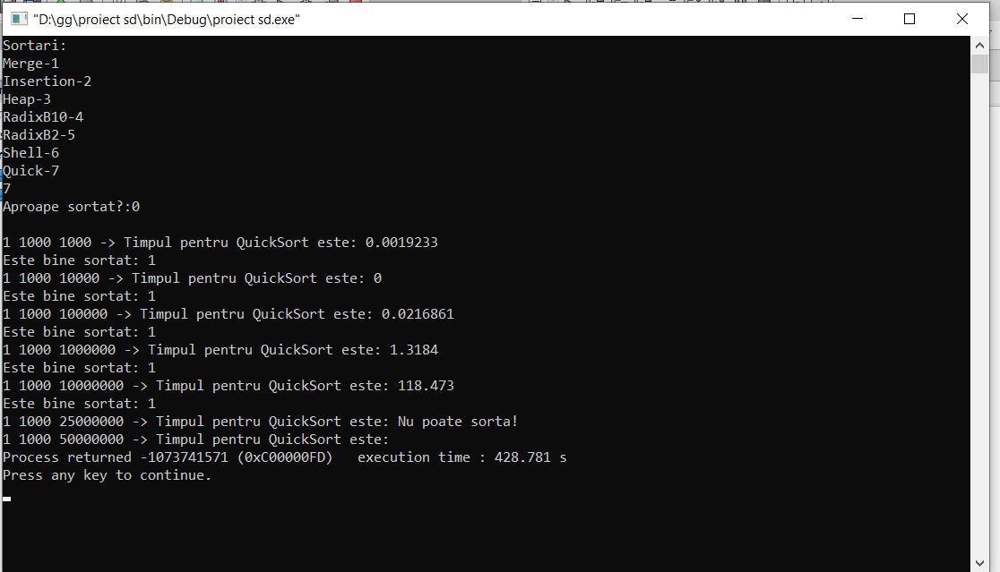 "D:\gg\proiect sd\bin\Debug\proiect sd.exe"
Sortari:
Merge-1
Insertion-2
Heap-3
RadixB10-4
RadixB2-5
Shell-6
Quick-7
7
Aproape sortat?:0
1 1000 1000 -> Timpul pentru QuickSort este: 0.0019233
Este bine sortat: 1
1 1000 10000 -> Timpul pentru QuickSort este: 0
Este bine sortat: 1
1 1000 100000 -> Timpul pentru QuickSort este: 0.0216861
Este bine sortat: 1
1 1000 1000000 -> Timpul pentru QuickSort este: 1.3184
Este bine sortat: 1
1 1000 10000000 -> Timpul pentru QuickSort este: 118.473
Este bine sortat: 1
1 1000 25000000 -> Timpul pentru QuickSort este: Nu poate sorta!
1 1000 50000000 -> Timpul pentru QuickSort este:
Process returned -1073741571 (0xC00000FD)   execution time : 428.781 s
Press any key to continue.